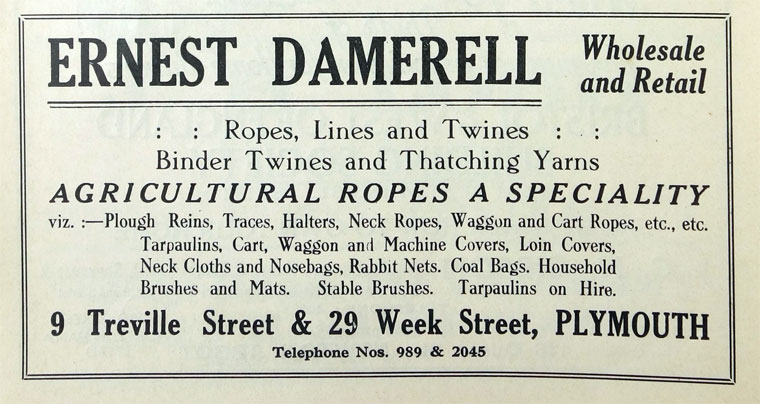 ERNEST DAMERELL
Wholesale
and Retail
: : Ropes, Lines and Twines : :
Binder Twines and Thatching Yarns
AGRICULTURAL ROPES A SPECIALITY
viz. :—Plough Reins, Traces, Halters, Neck Ropes, Waggon and Cart Ropes, etc., etc.
Tarpaulins, Cart, Waggon and Machine Covers, Loin Covers,
Neck Cloths and Nosebags, Rabbit Nets. Coal Bags. Household
Brushes and Mats. Stable Brushes. Tarpaulins on Hire.
9 Treville Street & 29 Week Street, PLYMOUTH
Telephone Nos. 989 & 2045